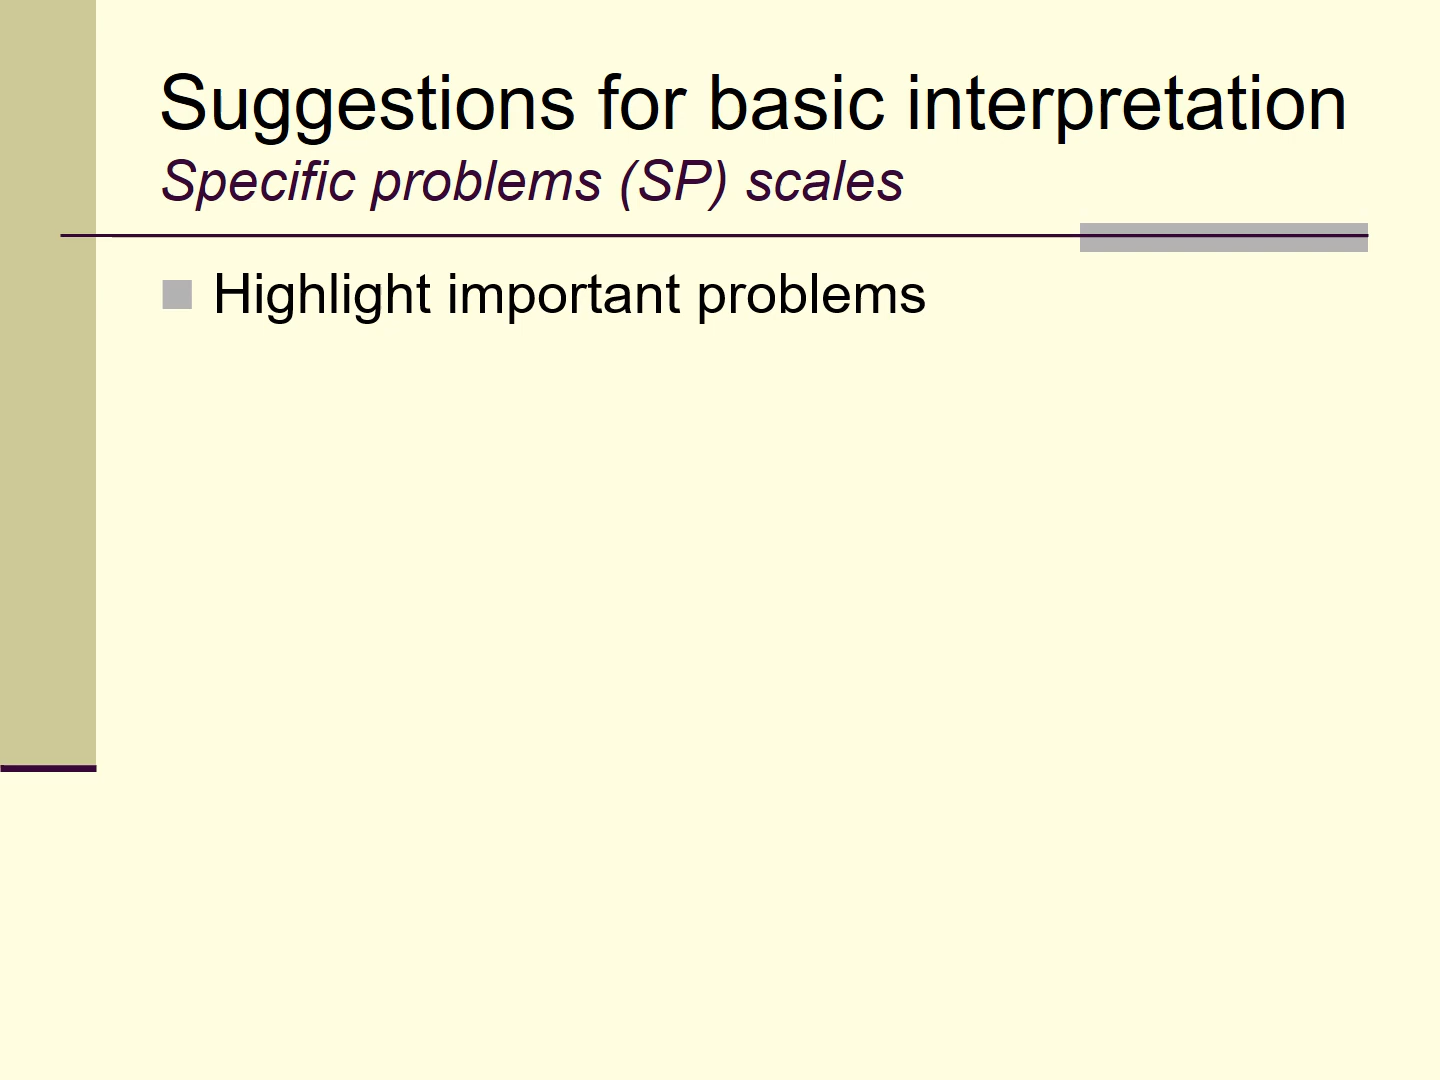 Suggestions for basic interpretation
Specific problems (SP) scales
Highlight important problems